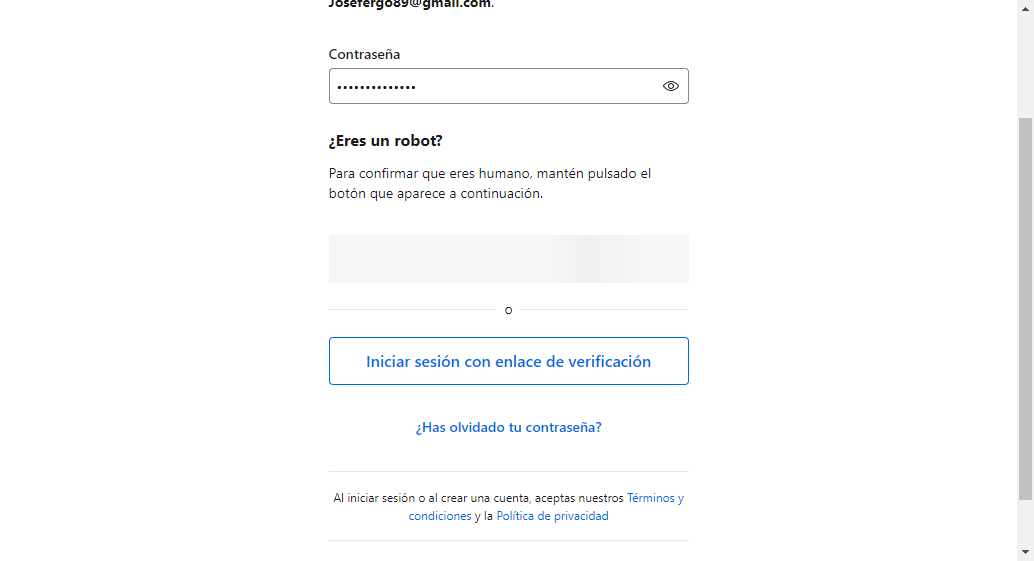 Josefergo89@gmail.com.
Contraseña
••••••••••••••
¿Eres un robot?
Para confirmar que eres humano, mantén pulsado el
botón que aparece a continuación.
o
Iniciar sesión con enlace de verificación
¿Has olvidado tu contraseña?
Al iniciar sesión o al crear una cuenta, aceptas nuestros Términos y
condiciones y la Política de privacidad